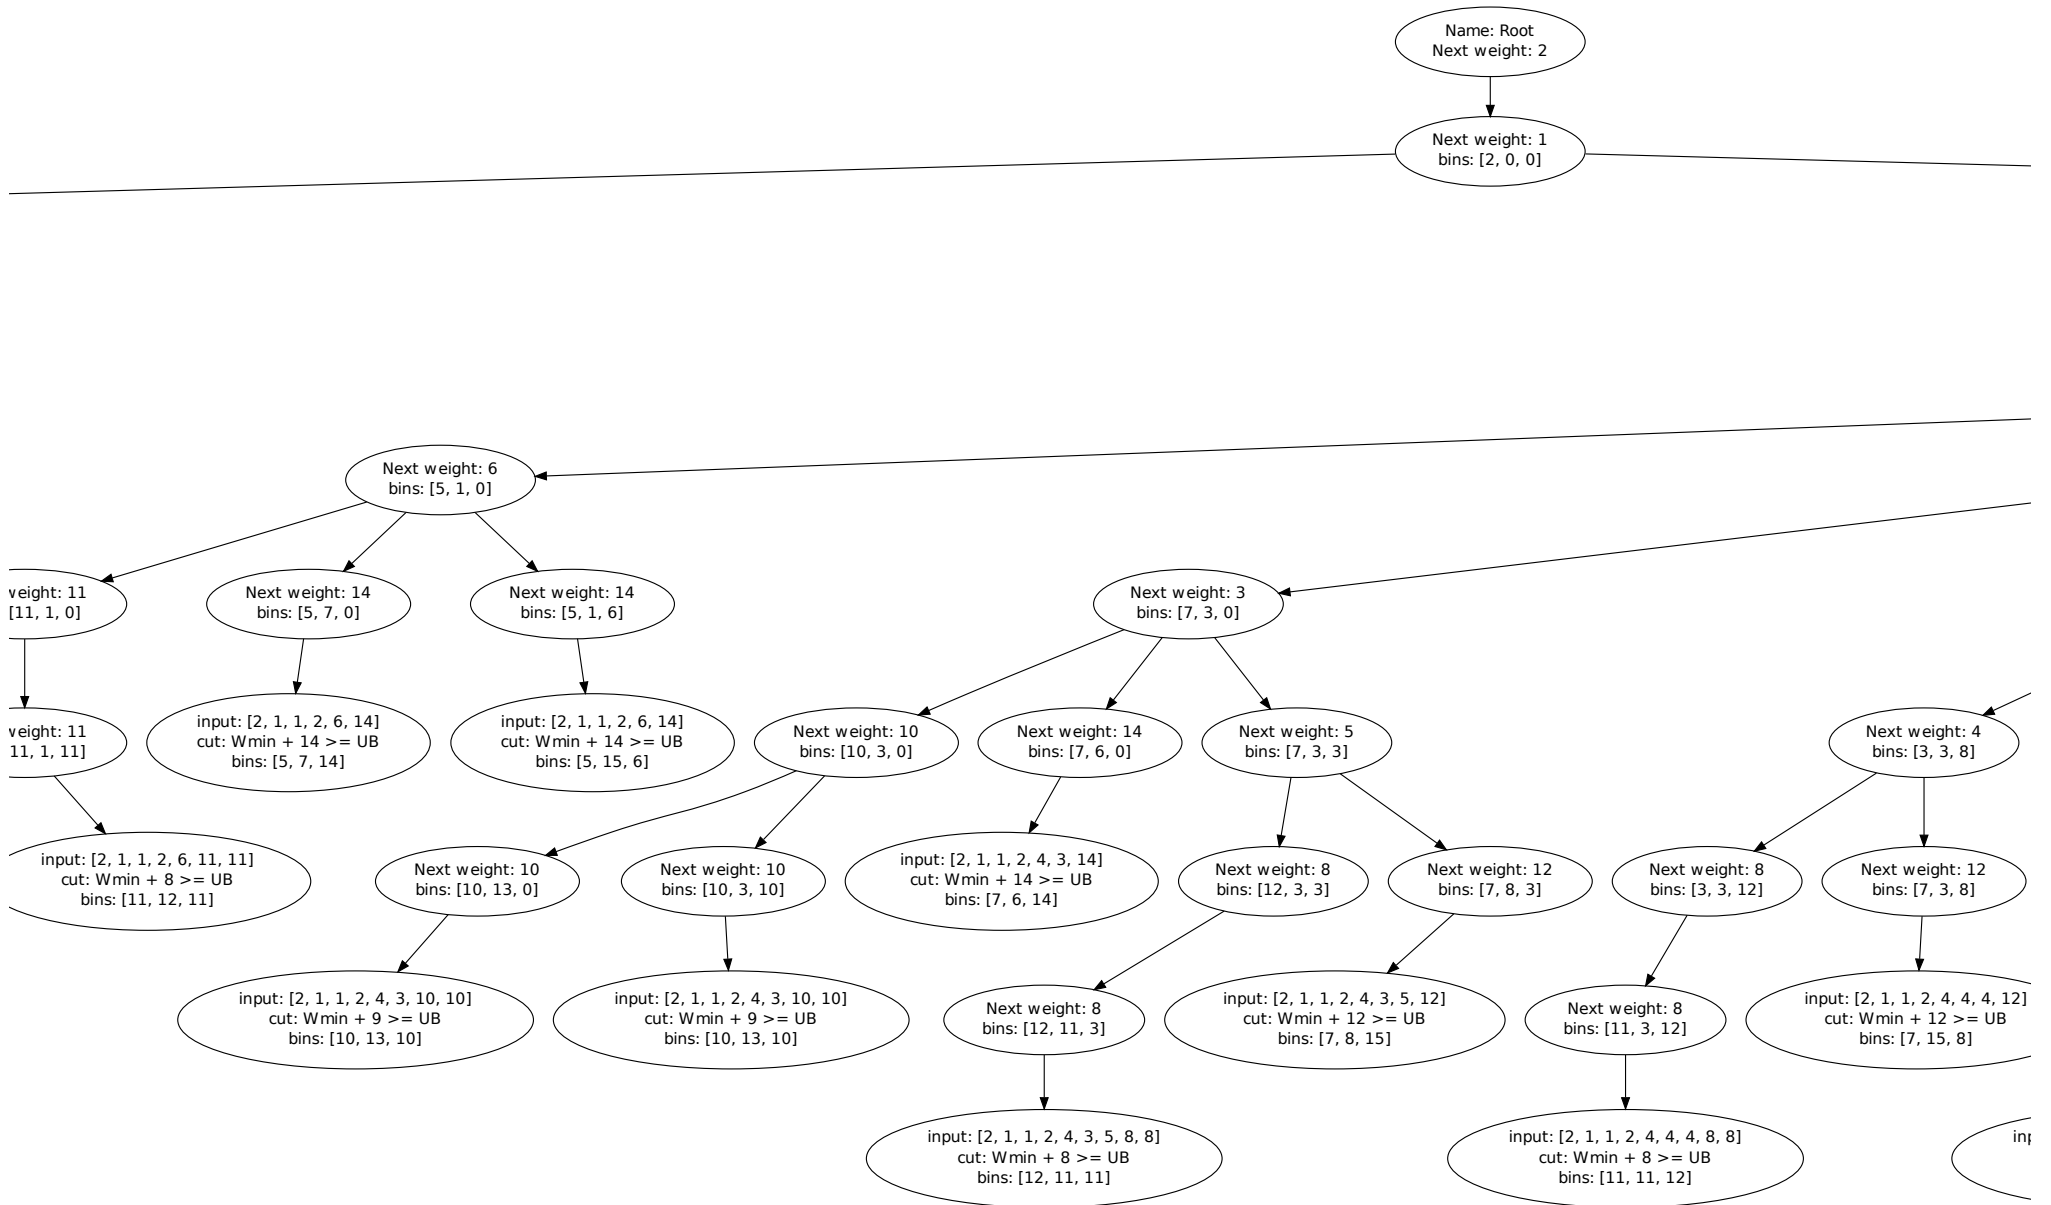 Name: Root
Next weight: 2
Next weight: 1
bins: [2, 0, 0]
Next weight: 6
bins: [5, 1, 0]
weight: 11
[11, 1, 0]
Next weight: 14
bins: [5, 7, 0]
Next weight: 14
bins: [5, 1, 6]
Next weight: 3
bins: [7, 3, 0]
weight: 11
11, 1, 11]
input: [2, 1, 1, 2, 6, 14]
cut: Wmin + 14 >= UB
bins: [5, 7, 14]
input: [2, 1, 1, 2, 6, 14]
cut: Wmin + 14 >= UB
bins: [5, 15, 6]
Next weight: 10
bins: [10, 3, 0]
Next weight: 14
bins: [7, 6, 0]
Next weight: 5
bins: [7, 3, 3]
Next weight: 4
bins: [3, 3, 8]
input: [2, 1, 1, 2, 6, 11, 11]
cut: Wmin + 8 >= UB
bins: [11, 12, 11]
Next weight: 10
bins: [10, 13, 0]
Next weight: 10
bins: [10, 3, 10]
input: [2, 1, 1, 2, 4, 3, 14]
cut: Wmin + 14 >= UB
bins: [7, 6, 14]
Next weight: 8
bins: [12, 3, 3]
Next weight: 12
bins: [7, 8, 3]
Next weight: 8
bins: [3, 3, 12]
Next weight: 12
bins: [7, 3, 8]
input: [2, 1, 1, 2, 4, 3, 10, 10]
cut: Wmin + 9 >= UB
bins: [10, 13, 10]
input: [2, 1, 1, 2, 4, 3, 10, 10]
cut: Wmin + 9 >= UB
bins: [10, 13, 10]
Next weight: 8
bins: [12, 11, 3]
input: [2, 1, 1, 2, 4, 3, 5, 12]
cut: Wmin + 12 >= UB
bins: [7, 8, 15]
Next weight: 8
bins: [11, 3, 12]
input: [2, 1, 1, 2, 4, 4, 4, 12]
cut: Wmin + 12 >= UB
bins: [7, 15, 8]
input: [2, 1, 1, 2, 4, 3, 5, 8, 8]
cut: Wmin + 8 >= UB
bins: [12, 11, 11]
input: [2, 1, 1, 2, 4, 4, 4, 8, 8]
cut: Wmin + 8 >= UB
bins: [11, 11, 12]